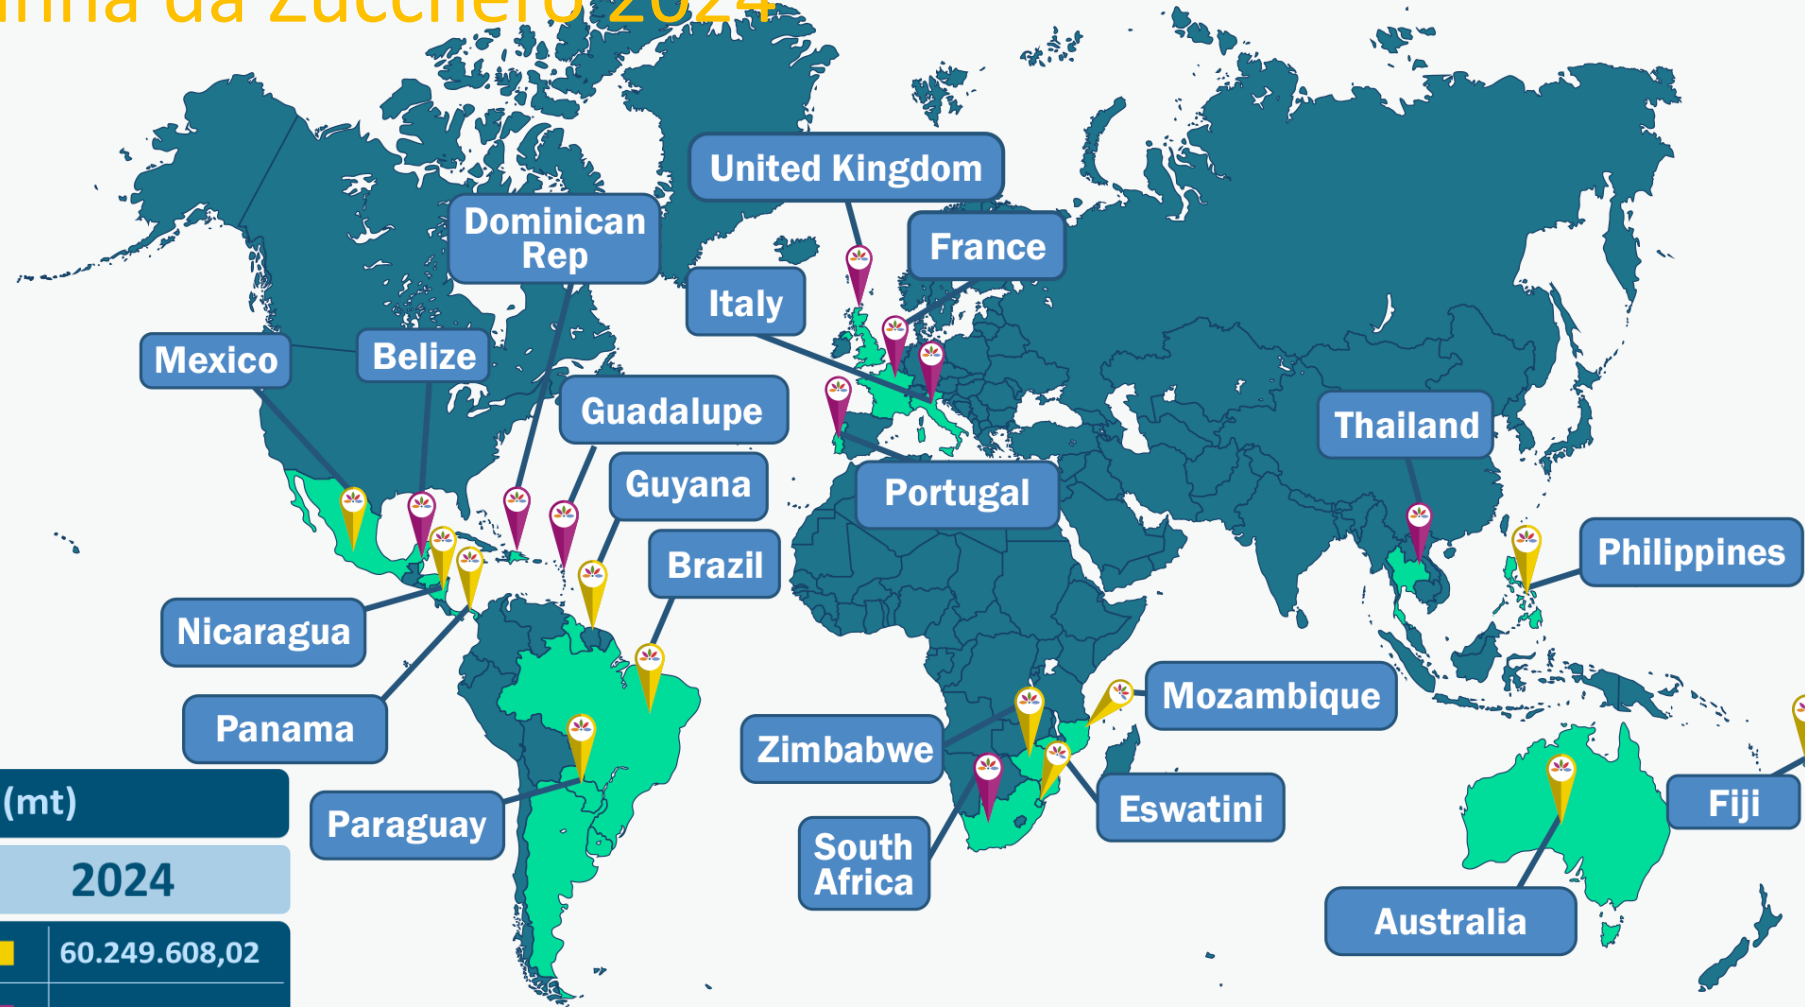 da Zucchero 2024
United Kingdom
Dominican
Rep
France
Italy
Mexico
Belize
Guadalupe
Thailand
Guyana
Portugal
Brazil
Philippines
Nicaragua
Mozambique
Panama
Zimbabwe
Eswatini
Fiji
Paraguay
South
Africa
Australia
(mt)
2024
60.249.608,02